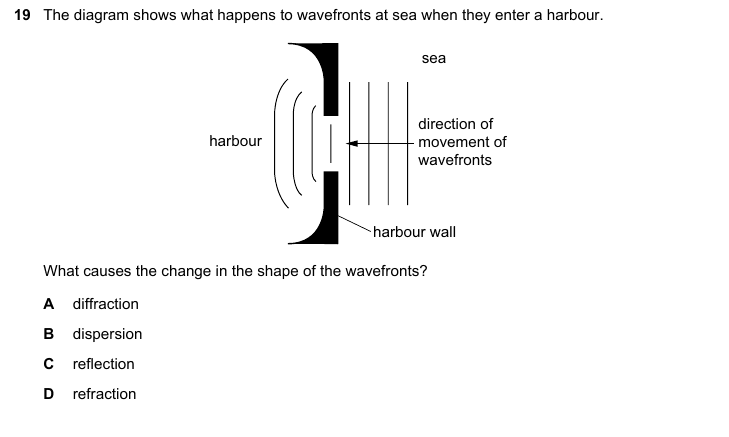 19 The diagram shows what happens to wavefronts at sea when they enter a harbour.
sea
direction of
movement of
wavefronts
harbour
harbour wall
What causes the change in the shape of the wavefronts?
A diffraction
B dispersion
C reflection
D refraction